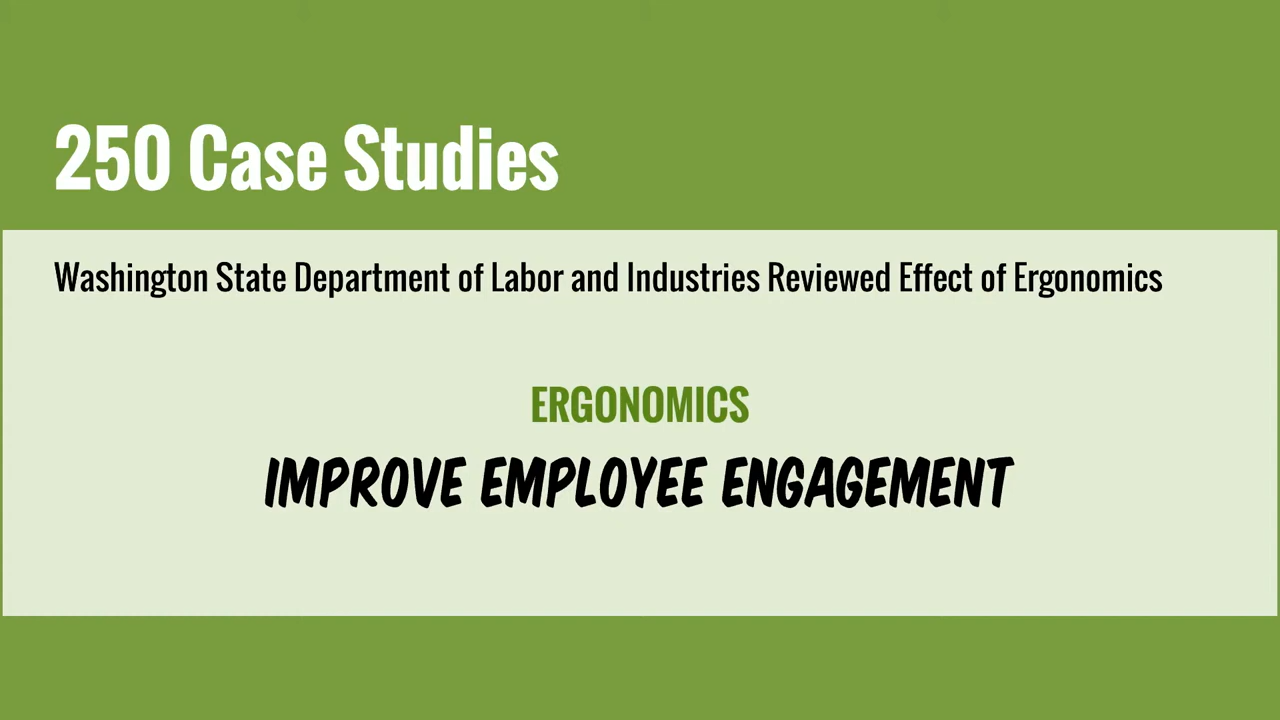 250 Case Studies
Washington State Department of Labor and Industries Reviewed Effect of Ergonomics
ERGONOMICS
IMPROVE EMPLOYEE ENGAGEMENT